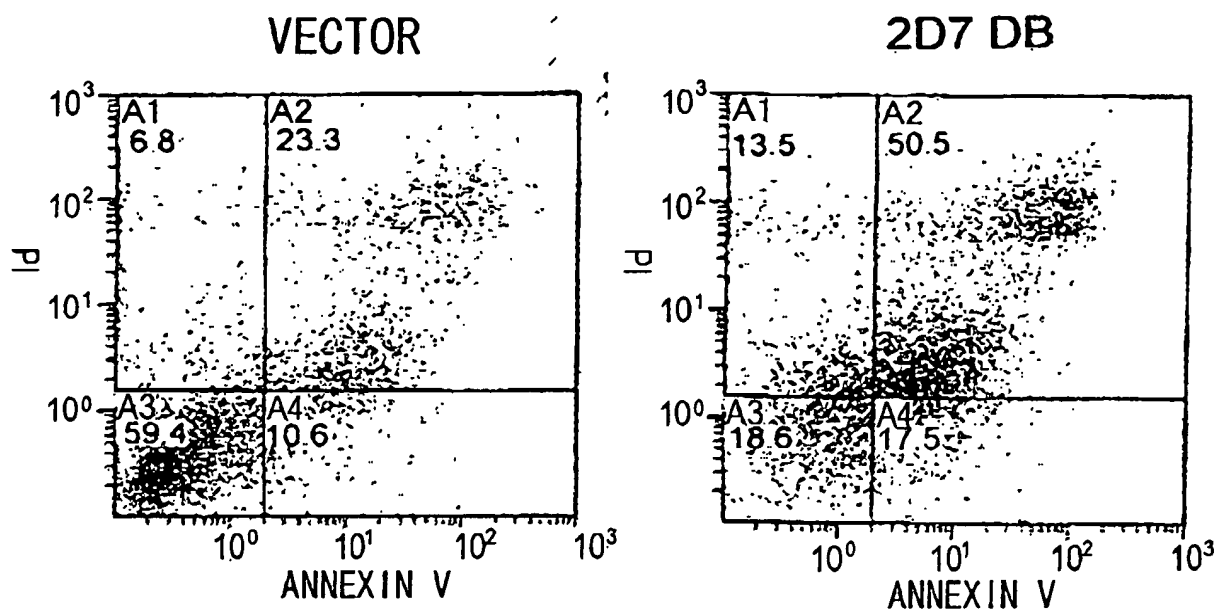 VECTOR
10³
A1
6.8
A2
23.3
10²
PI
10¹
10⁰
A3
59.4
A4
10.6
10⁰ 10¹ 10² 10³
ANNEXIN V
2D7 DB
10³
A1
13.5
A2
50.5
10²
PI
10¹
10⁰
A3
18.6
A4
17.5
10⁰ 10¹ 10² 10³
ANNEXIN V